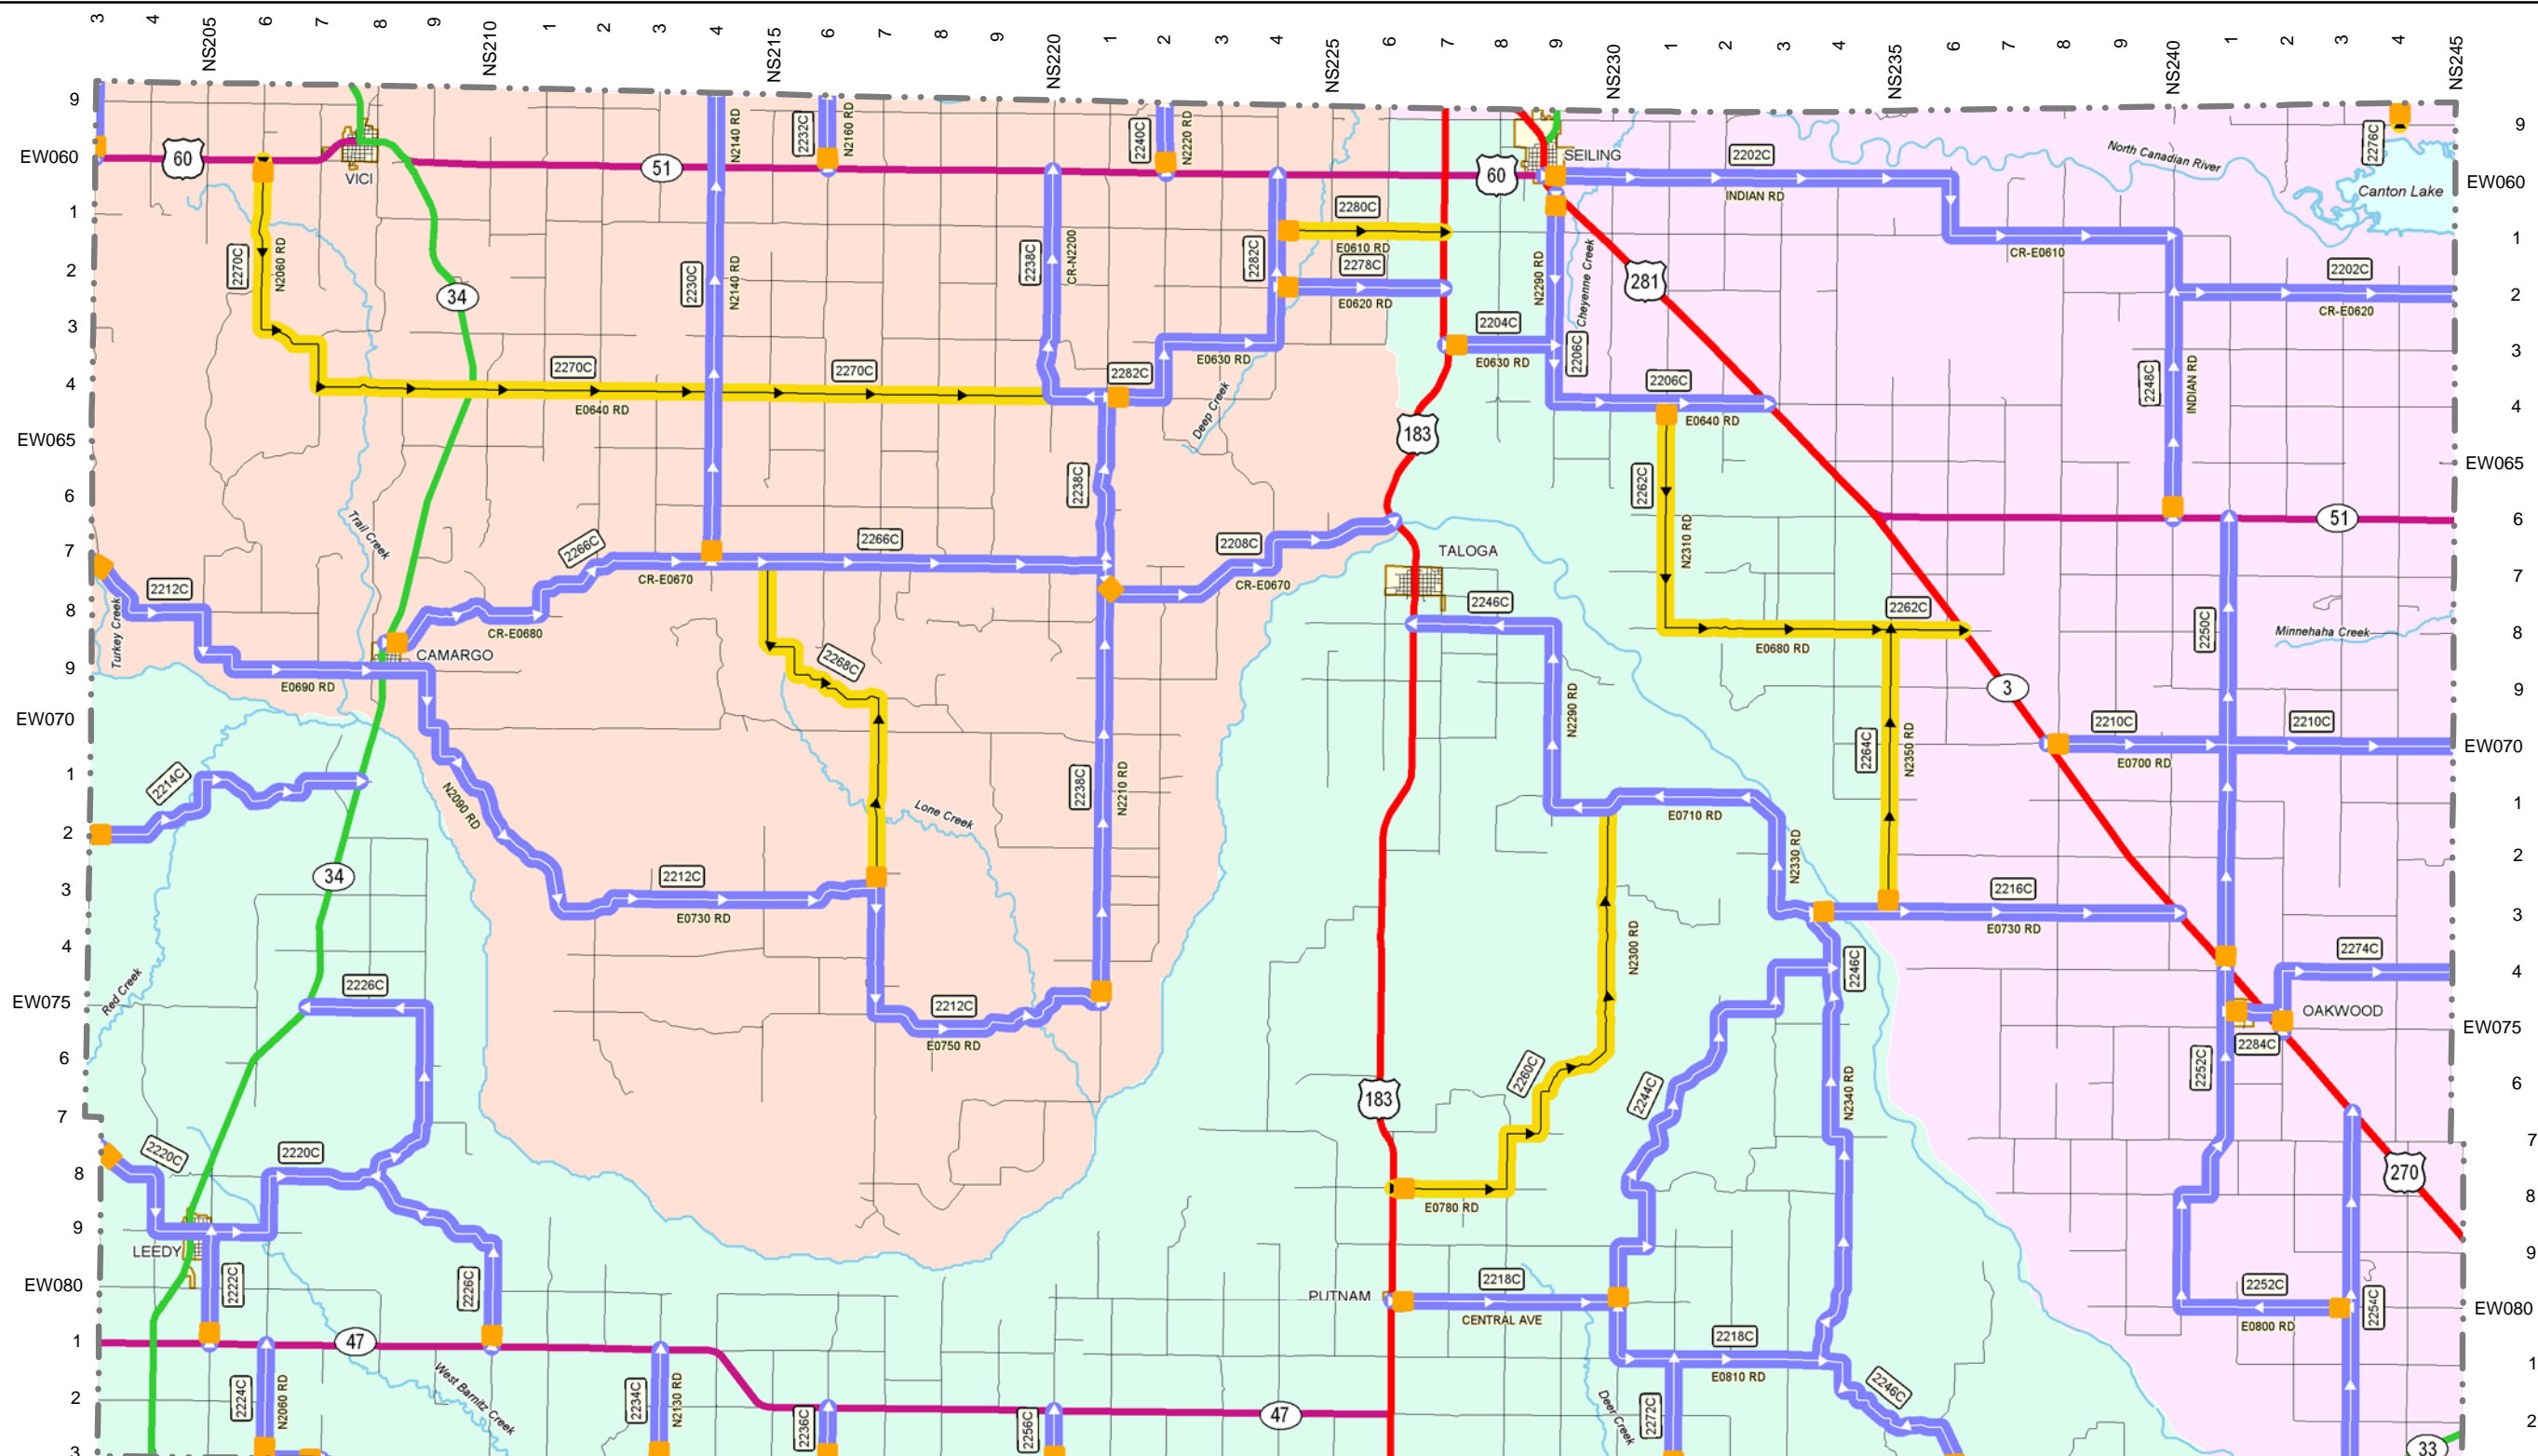 3 4 NS205 6 7 8 9 NS210 1 2 3 4 NS215 6 7 8 9 NS220 1 2 3 4 NS225 6 7 8 9 NS230 1 2 3 4 NS235 6 7 8 9 NS240 1 2 3 4 NS245
9
EW060
1
2
3
4
EW065
6
7
8
9
EW070
1
2
3
4
EW075
6
7
8
9
EW080
1
2
3
9
EW060
1
2
3
4
EW065
6
7
8
9
EW070
1
2
3
4
EW075
6
7
8
9
EW080
1
2
60
VICI
51
N2140 RD
2232C
N2160 RD
2240C
N2220 RD
60
SEILING
2202C
INDIAN RD
North Canadian River
2276C
Canton Lake
2270C
N2060 RD
34
2230C
N2140 RD
2238C
CR-N2200
2282C
2280C
E0610 RD
2278C
E0620 RD
N2290 RD
Cheyenne Creek
281
CR-E0610
2202C
CR-E0620
2270C
E0640 RD
2270C
2282C
E0630 RD
Deep Creek
2204C
E0630 RD
2206C
2206C
E0640 RD
2248C
INDIAN RD
183
Trail Creek
2238C
2262C
N2310 RD
51
2212C
Turkey Creek
2266C
CR-E0670
2266C
2208C
CR-E0670
TALOGA
2246C
2262C
E0680 RD
2250C
Minnehaha Creek
CR-E0680
CAMARGO
E0690 RD
2268C
N2290 RD
3
2214C
N2090 RD
Lone Creek
2238C
N2210 RD
2264C
N2350 RD
2210C
E0700 RD
2210C
34
2212C
E0730 RD
E0710 RD
N2330 RD
2216C
E0730 RD
Red Creek
2226C
2212C
E0750 RD
N2300 RD
2246C
2274C
OAKWOOD
2284C
2252C
183
2260C
2244C
N2340 RD
2220C
2220C
E0780 RD
270
LEEDY
2222C
2226C
PUTNAM
2218C
CENTRAL AVE
2252C
E0800 RD
2254C
47
2218C
E0810 RD
2224C
N2060 RD
West Barnitz Creek
2234C
N2130 RD
2236C
2256C
47
Deer Creek
2272C
2246C
33